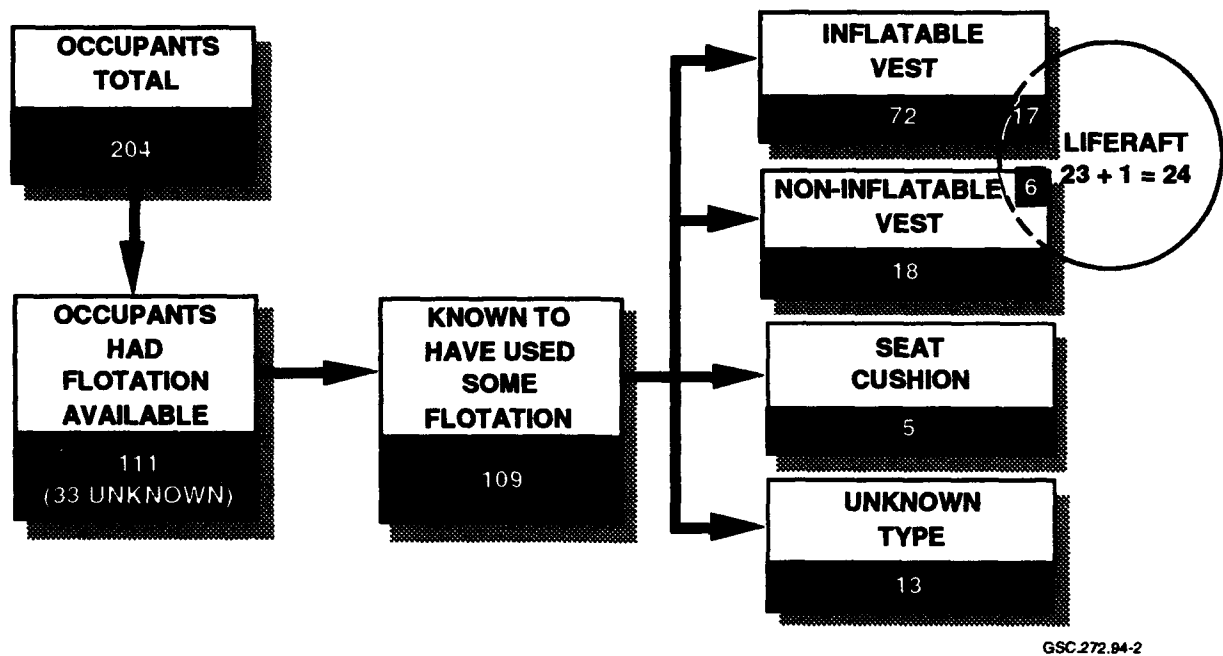 OCCUPANTS
TOTAL
204
OCCUPANTS
HAD
FLOTATION
AVAILABLE
111
(33 UNKNOWN)
KNOWN TO
HAVE USED
SOME
FLOTATION
109
INFLATABLE
VEST
72
17
LIFERAFT
23 + 1 = 24
NON-INFLATABLE
6
VEST
18
SEAT
CUSHION
5
UNKNOWN
TYPE
13
GSC.272.94-2